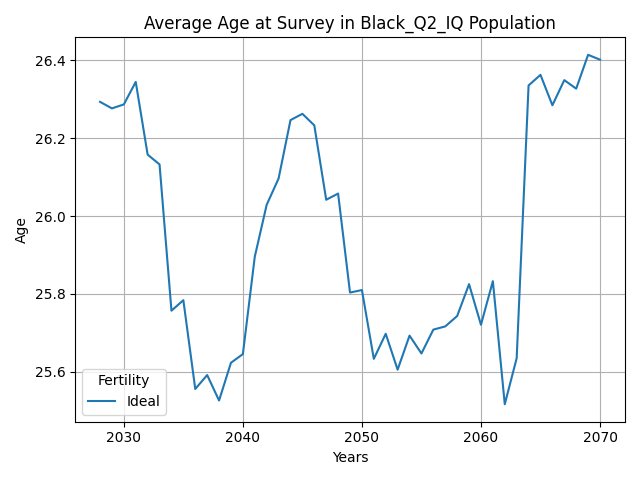 Average Age at Survey in Black_Q2_IQ Population
Age
26.4
26.2
26.0
25.8
25.6
Fertility
Ideal
2030 2040 2050 2060 2070
Years